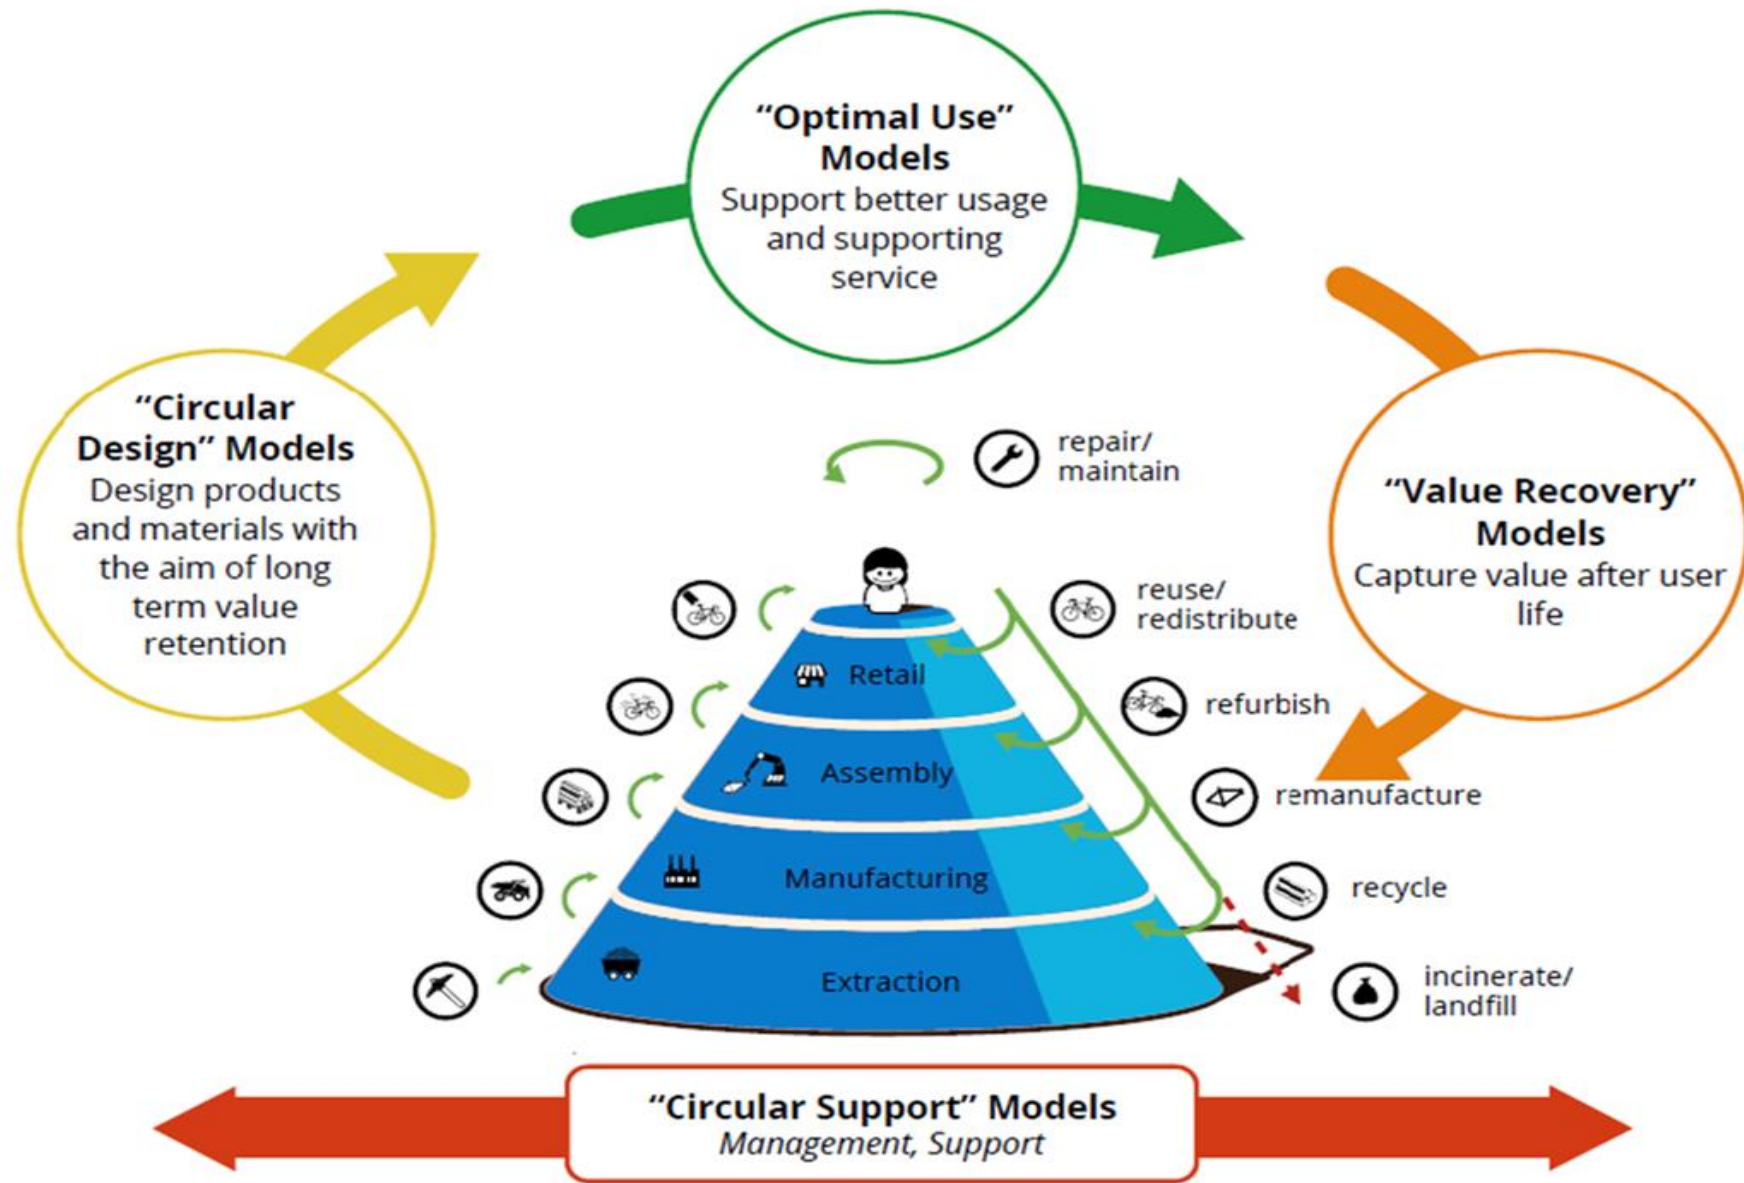 “Optimal Use”
Models
Support better usage
and supporting
service
“Circular
Design” Models
Design products
and materials with
the aim of long
term value
retention
“Value Recovery”
Models
Capture value after user
life
repair/
maintain
reuse/
redistribute
refurbish
remanufacture
recycle
incinerate/
landfill
Retail
Assembly
Manufacturing
Extraction
“Circular Support” Models
Management, Support